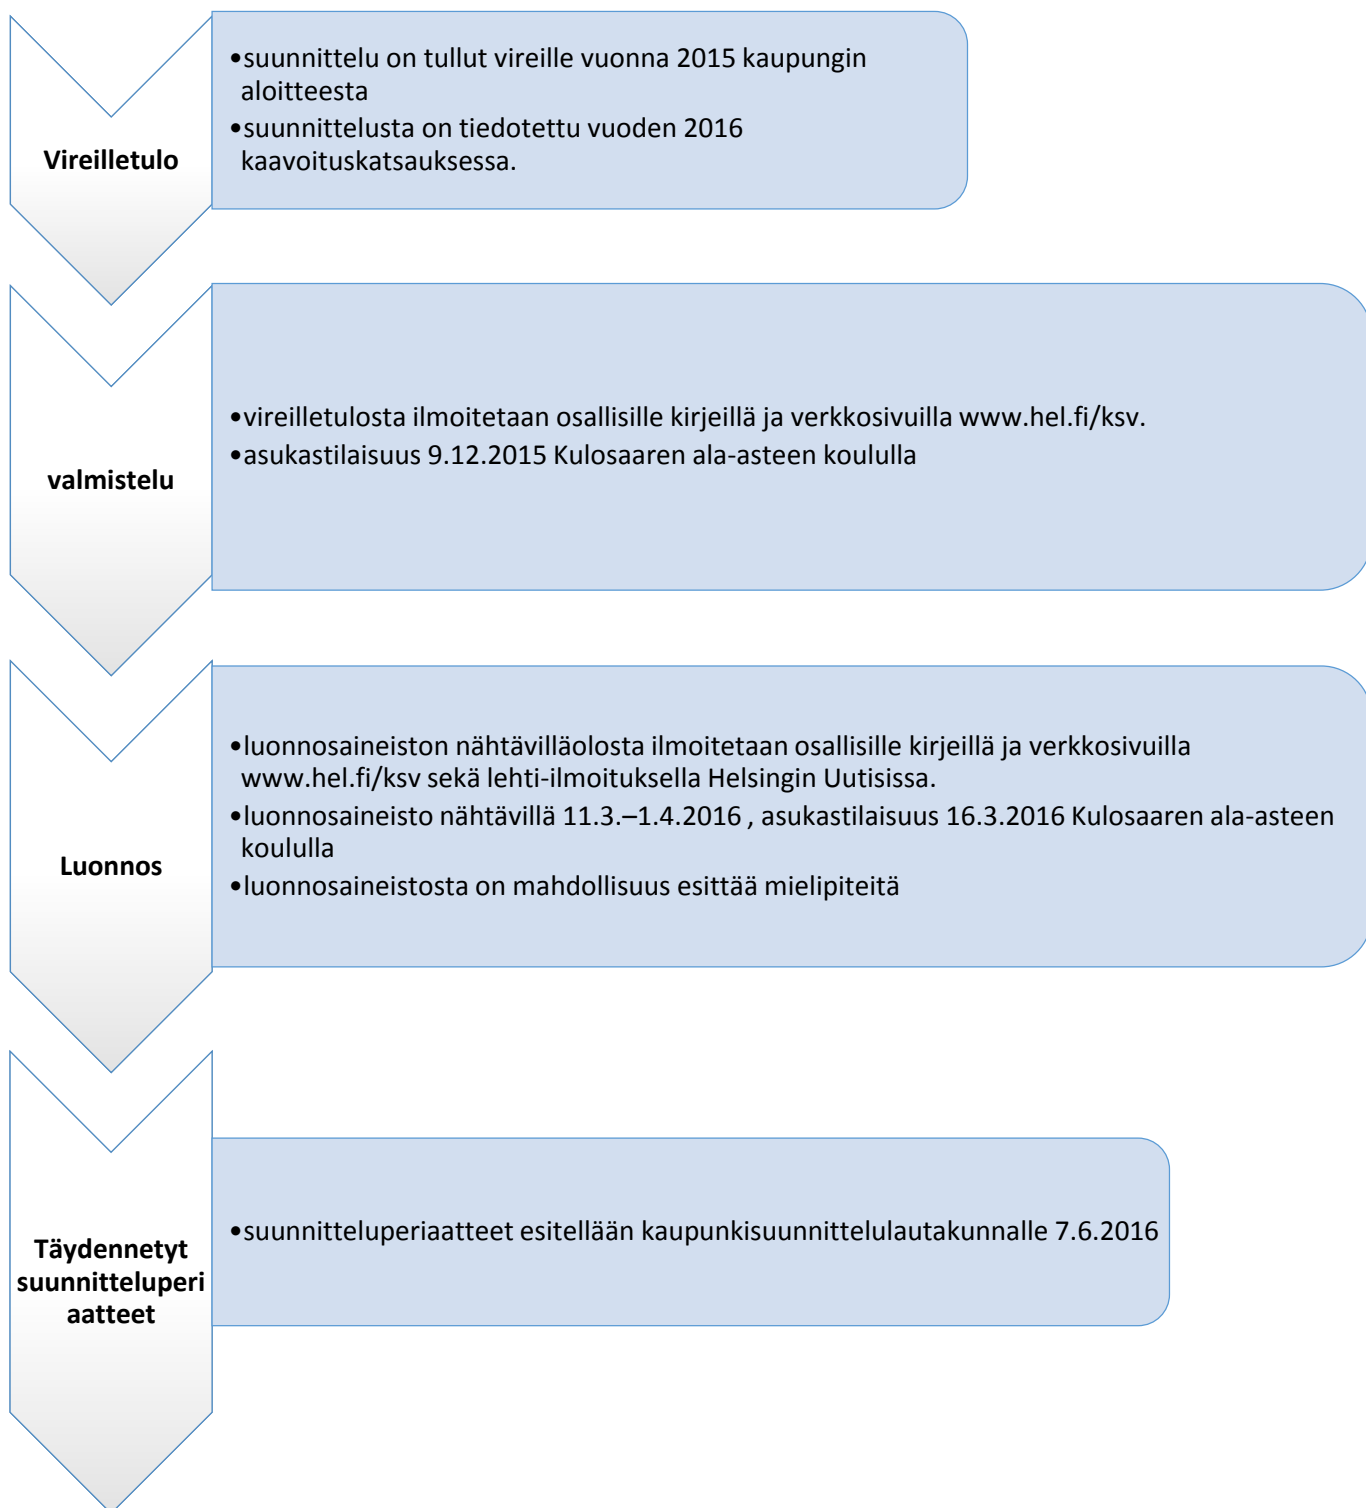 Vireilletulo
•suunnittelu on tullut vireille vuonna 2015 kaupungin
aloitteesta
•suunnittelusta on tiedotettu vuoden 2016
kaavoituskatsauksessa.
valmistelu
•vireilletulosta ilmoitetaan osallisille kirjeillä ja verkkosivuilla www.hel.fi/ksv.
•asukastilaisuus 9.12.2015 Kulosaaren ala-asteen koululla
Luonnos
•luonnosaineiston nähtävilläolosta ilmoitetaan osallisille kirjeillä ja verkkosivuilla
www.hel.fi/ksv sekä lehti-ilmoituksella Helsingin Uutisissa.
•luonnosaineisto nähtävillä 11.3.–1.4.2016 , asukastilaisuus 16.3.2016 Kulosaaren ala-asteen
koululla
•luonnosaineistosta on mahdollisuus esittää mielipiteitä
Täydennetyt
suunnitteluperi
aatteet
•suunnitteluperiaatteet esitellään kaupunkisuunnittelulautakunnalle 7.6.2016